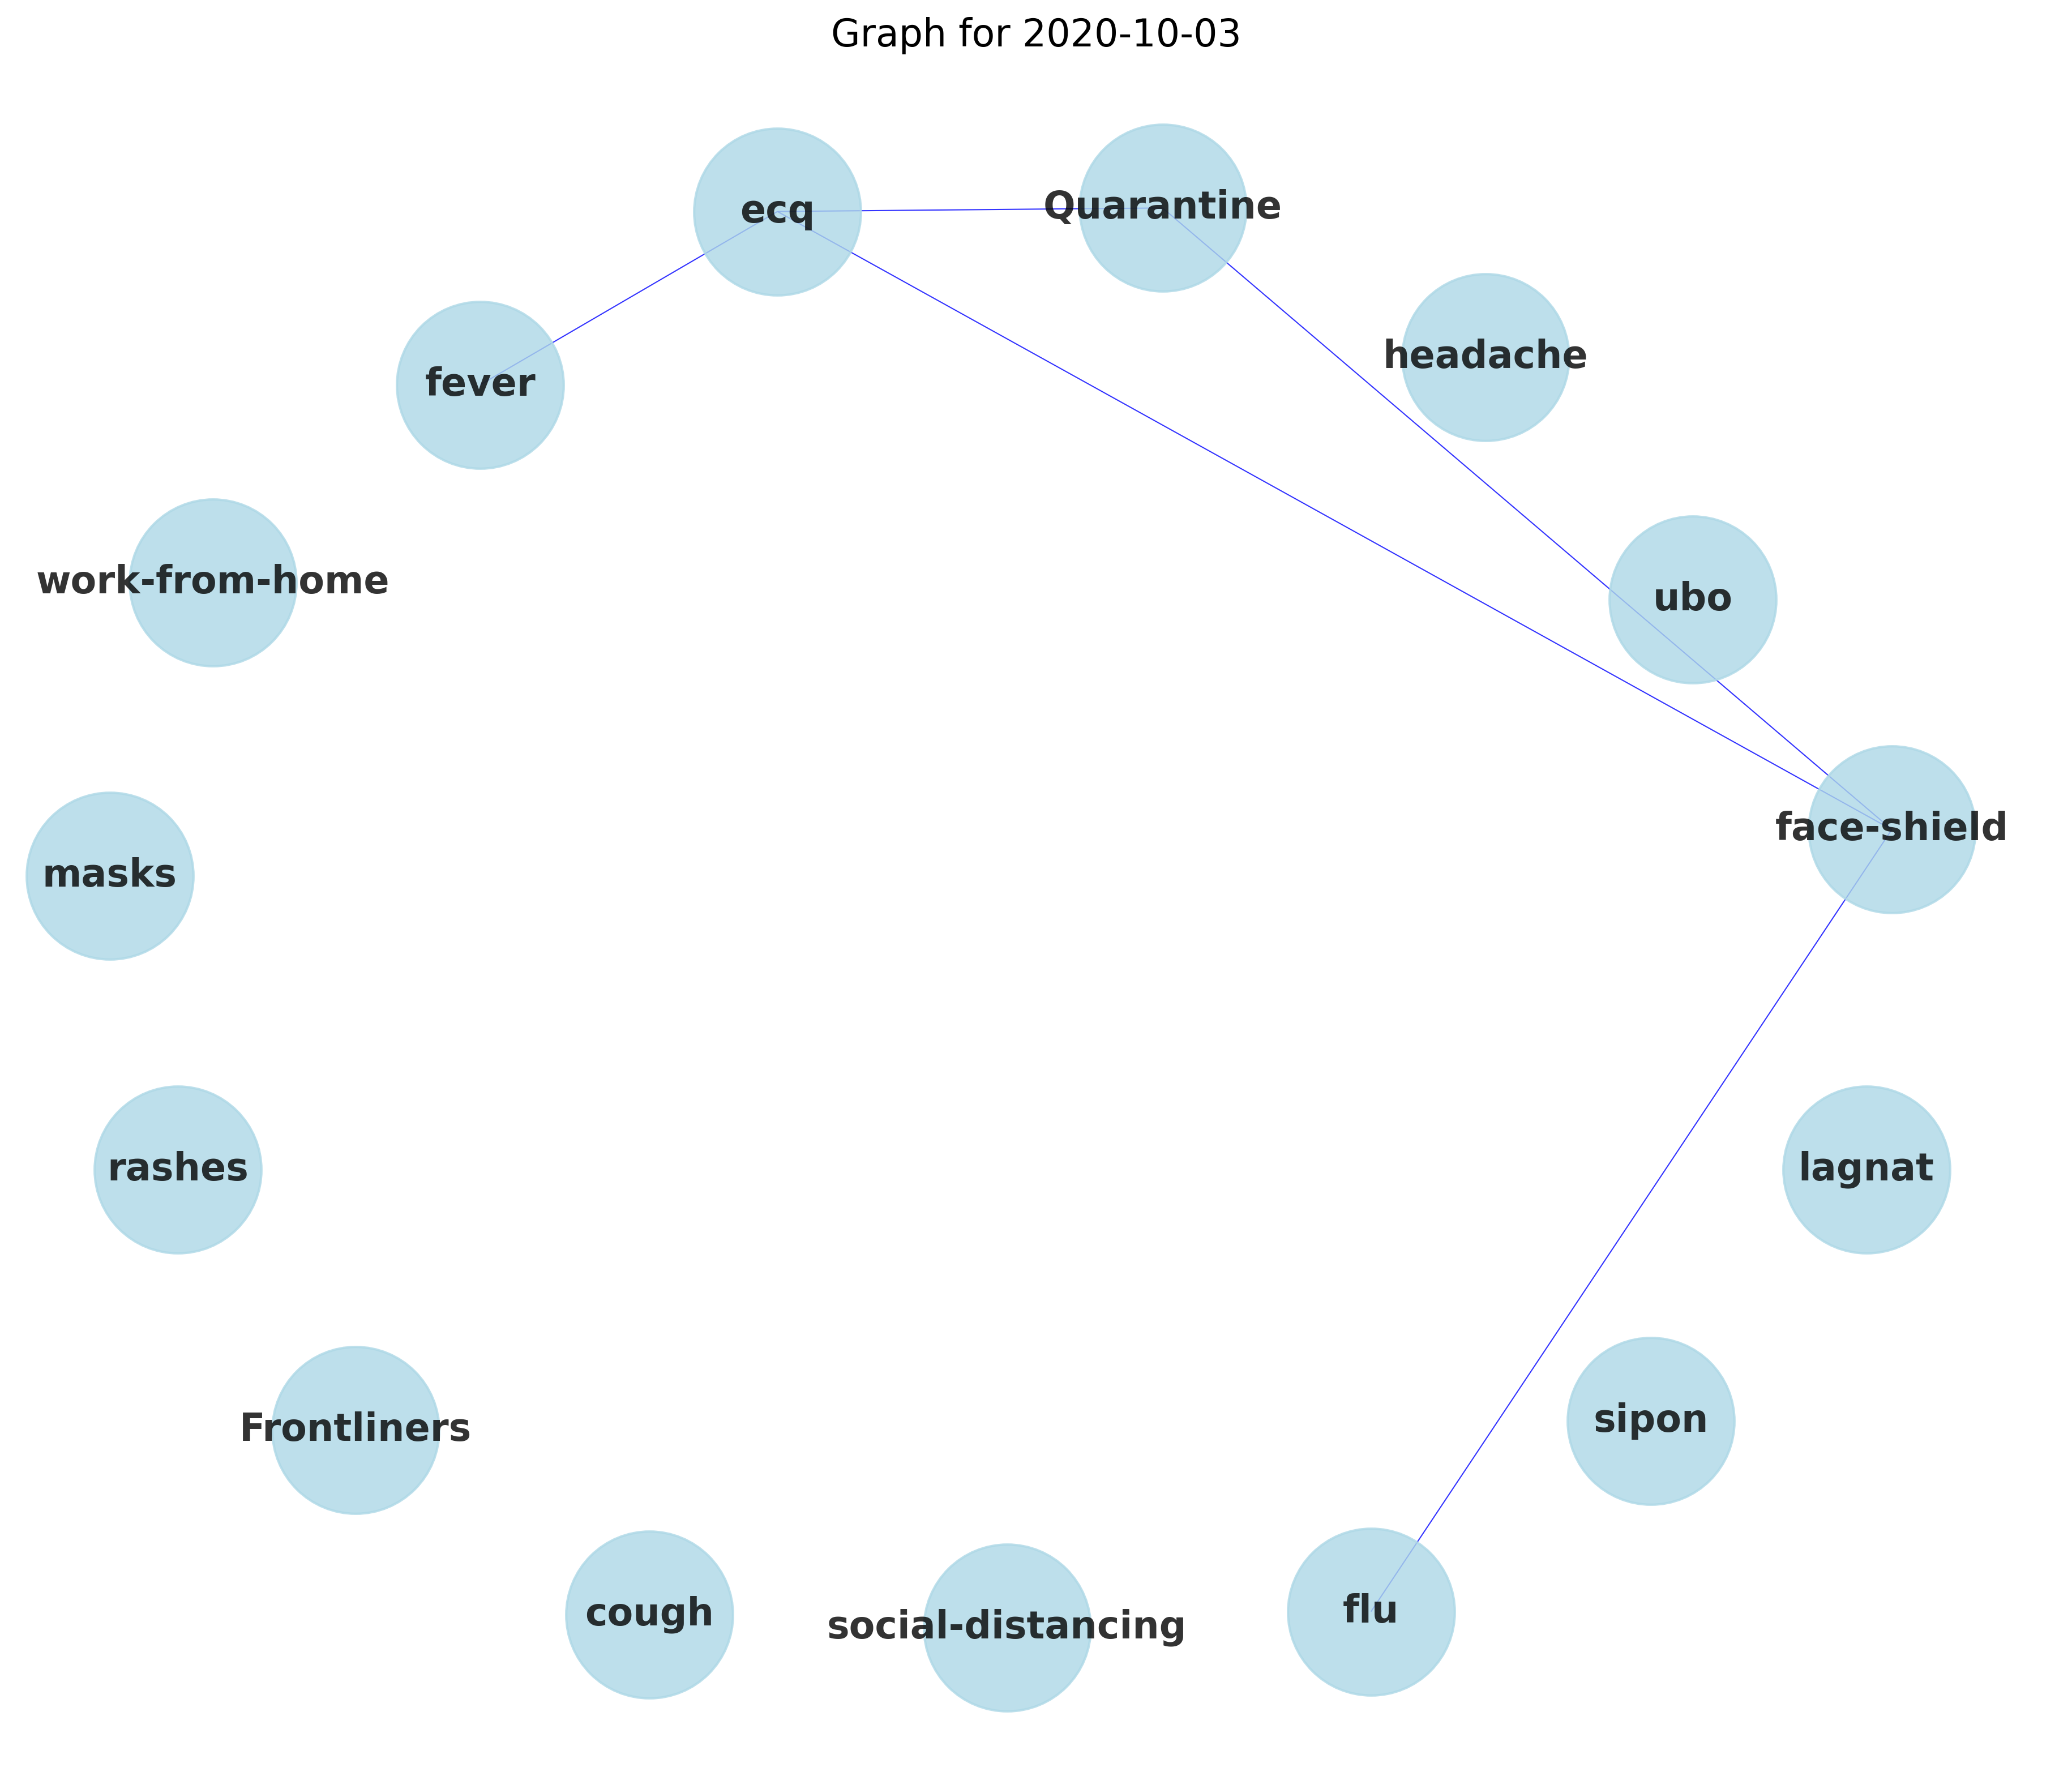 Graph for 2020-10-03
ecq
Quarantine
headache
fever
work-from-home
ubo
face-shield
masks
rashes
lagnat
Frontliners
sipon
cough
social-distancing
flu